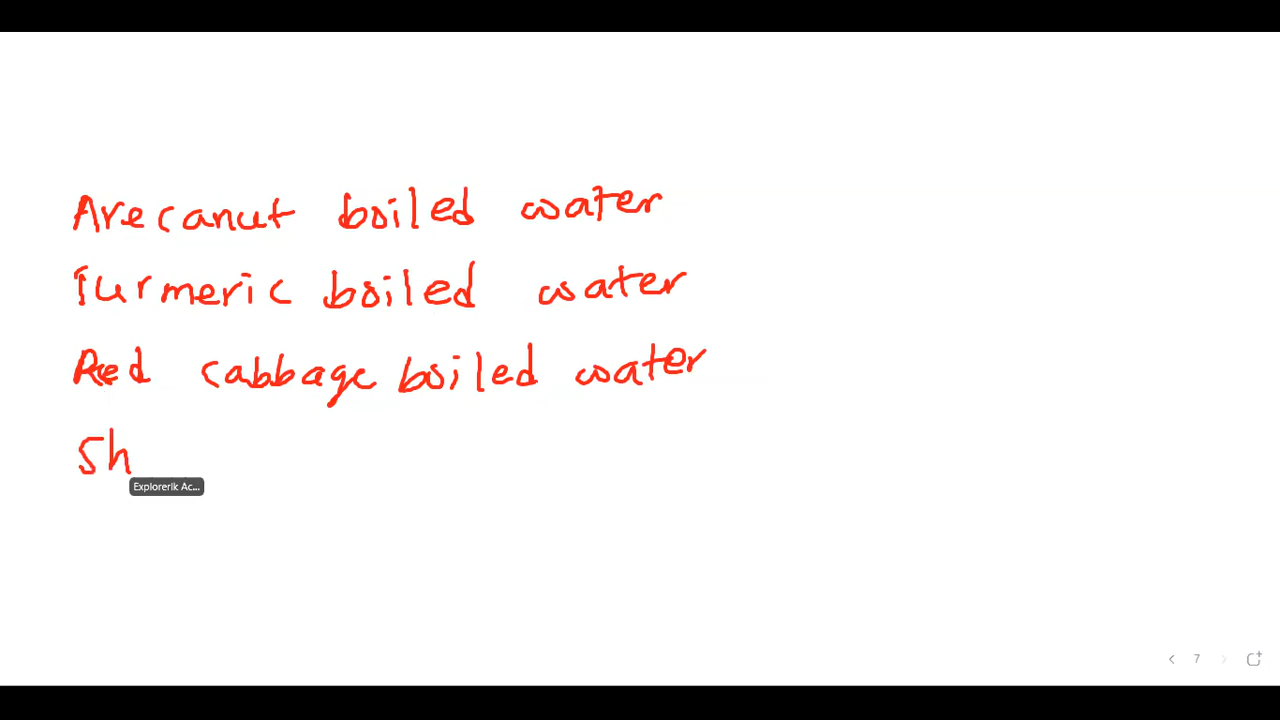 Arecanut boiled water
Turmeric boiled water
Red cabbage boiled water
Sh
Explorerik Ac...
7